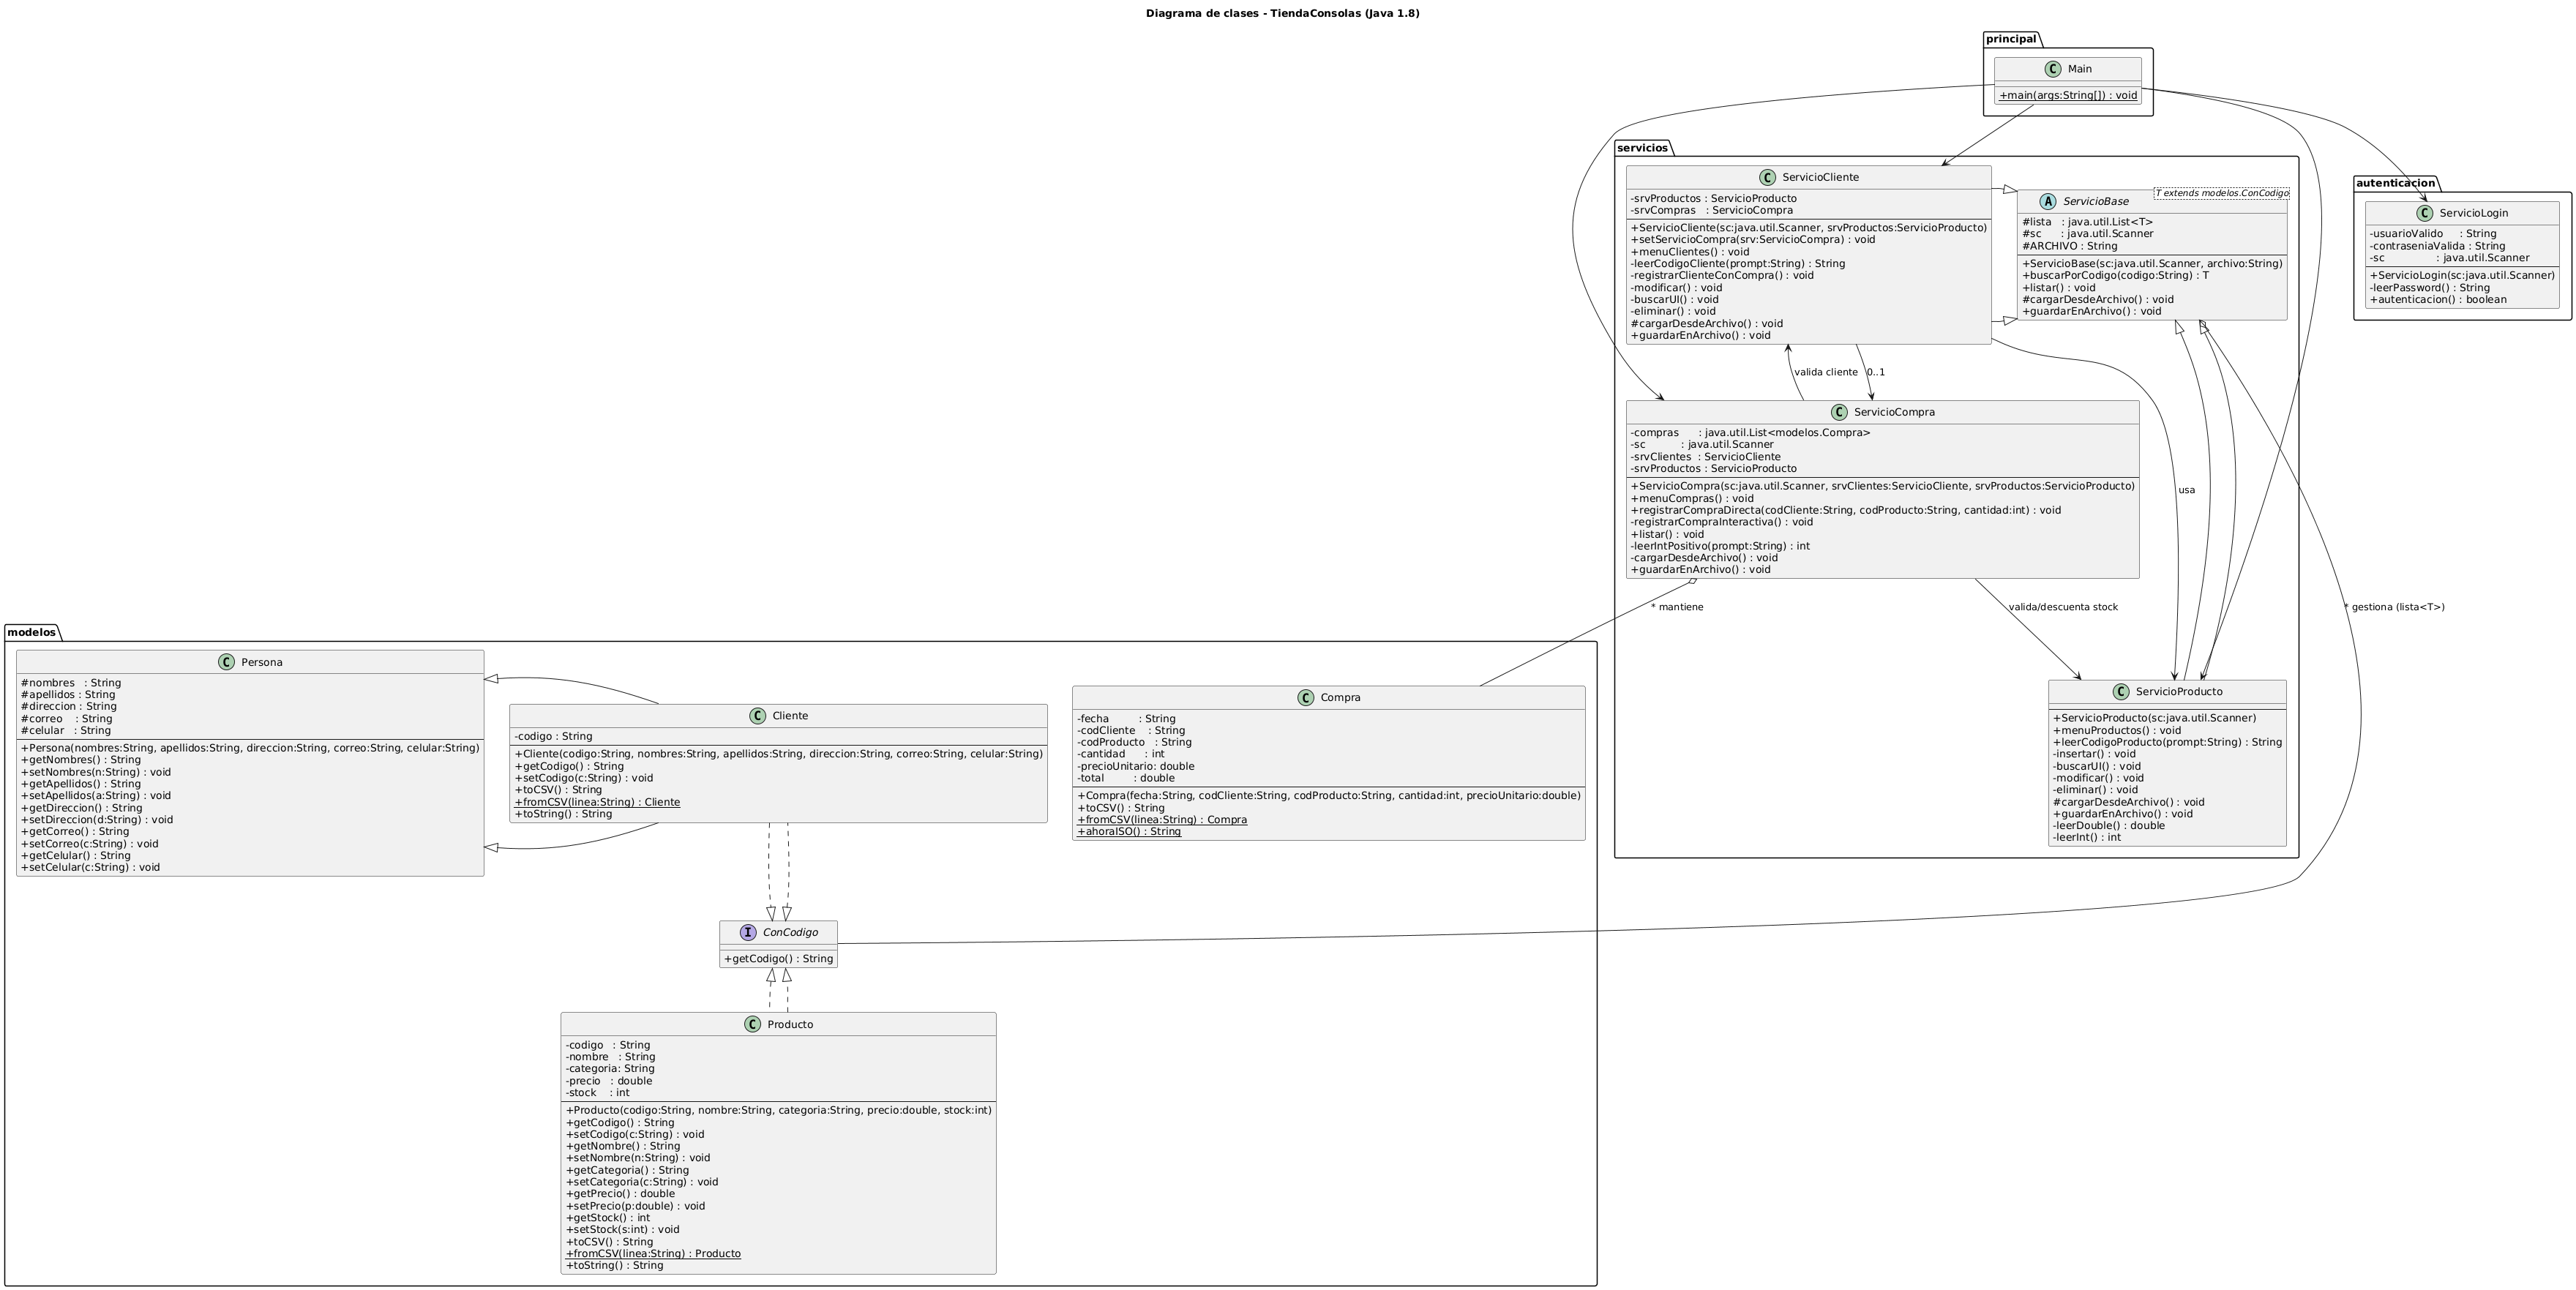 Diagrama de clases - TiendaConsolas (Java 1.8)
principal
C Main
+main(args:String[]) : void
servicios
C ServicioCliente
-srvProductos : ServicioProducto
-srvCompras : ServicioCompra
+ServicioCliente(sc:java.util.Scanner, srvProductos:ServicioProducto)
+setServicioCompra(srv:ServicioCompra) : void
+menuClientes() : void
-leerCodigoCliente(prompt:String) : String
-registrarClienteConCompra() : void
-modificar() : void
-buscarUI() : void
-eliminar() : void
#cargarDesdeArchivo() : void
+guardarEnArchivo() : void
T extends modelos.ConCodigo
A ServicioBase
#lista : java.util.List<T>
#sc : java.util.Scanner
#ARCHIVO : String
+ServicioBase(sc:java.util.Scanner, archivo:String)
+buscarPorCodigo(codigo:String) : T
+listar() : void
#cargarDesdeArchivo() : void
+guardarEnArchivo() : void
autenticacion
C ServicioLogin
-usuarioValido : String
-contraseniaValida : String
-sc : java.util.Scanner
+ServicioLogin(sc:java.util.Scanner)
-leerPassword() : String
+autenticacion() : boolean
valida cliente
0..1
C ServicioCompra
-compras : java.util.List<modelos.Compra>
-sc : java.util.Scanner
-srvClientes : ServicioCliente
-srvProductos : ServicioProducto
+ServicioCompra(sc:java.util.Scanner, srvClientes:ServicioCliente, srvProductos:ServicioProducto)
+menuCompras() : void
+registrarCompraDirecta(codCliente:String, codProducto:String, cantidad:int) : void
-registrarCompraInteractiva() : void
+listar() : void
-leerIntPositivo(prompt:String) : int
-cargarDesdeArchivo() : void
+guardarEnArchivo() : void
usa
* mantiene
valida/descuenta stock
* gestiona (lista<T>)
modelos
C Persona
#nombres : String
#apellidos : String
#direccion : String
#correo : String
#celular : String
+Persona(nombres:String, apellidos:String, direccion:String, correo:String, celular:String)
+getNombres() : String
+setNombres(n:String) : void
+getApellidos() : String
+setApellidos(a:String) : void
+getDireccion() : String
+setDireccion(d:String) : void
+getCorreo() : String
+setCorreo(c:String) : void
+getCelular() : String
+setCelular(c:String) : void
C Cliente
-codigo : String
+Cliente(codigo:String, nombres:String, apellidos:String, direccion:String, correo:String, celular:String)
+getCodigo() : String
+setCodigo(c:String) : void
+toCSV() : String
+fromCSV(linea:String) : Cliente
+toString() : String
C Compra
-fecha : String
-codCliente : String
-codProducto : String
-cantidad : int
-precioUnitario: double
-total : double
+Compra(fecha:String, codCliente:String, codProducto:String, cantidad:int, precioUnitario:double)
+toCSV() : String
+fromCSV(linea:String) : Compra
+ahoraISO() : String
C ServicioProducto
+ServicioProducto(sc:java.util.Scanner)
+menuProductos() : void
+leerCodigoProducto(prompt:String) : String
-insertar() : void
-buscarUI() : void
-modificar() : void
-eliminar() : void
#cargarDesdeArchivo() : void
+guardarEnArchivo() : void
-leerDouble() : double
-leerInt() : int
I ConCodigo
+getCodigo() : String
C Producto
-codigo : String
-nombre : String
-categoria: String
-precio : double
-stock : int
+Producto(codigo:String, nombre:String, categoria:String, precio:double, stock:int)
+getCodigo() : String
+setCodigo(c:String) : void
+getNombre() : String
+setNombre(n:String) : void
+getCategoria() : String
+setCategoria(c:String) : void
+getPrecio() : double
+setPrecio(p:double) : void
+getStock() : int
+setStock(s:int) : void
+toCSV() : String
+fromCSV(linea:String) : Producto
+toString() : String